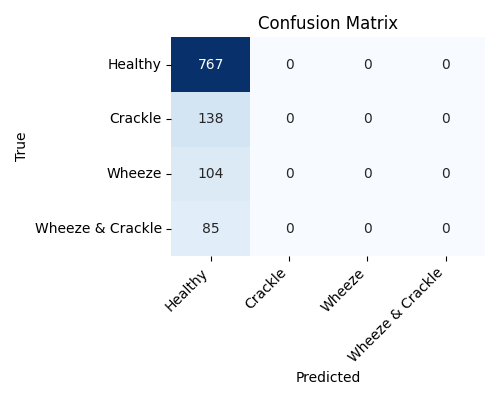 Confusion Matrix
True
Healthy 767 0 0 0
Crackle 138 0 0 0
Wheeze 104 0 0 0
Wheeze & Crackle 85 0 0 0
Healthy Crackle Wheeze Wheeze & Crackle
Predicted